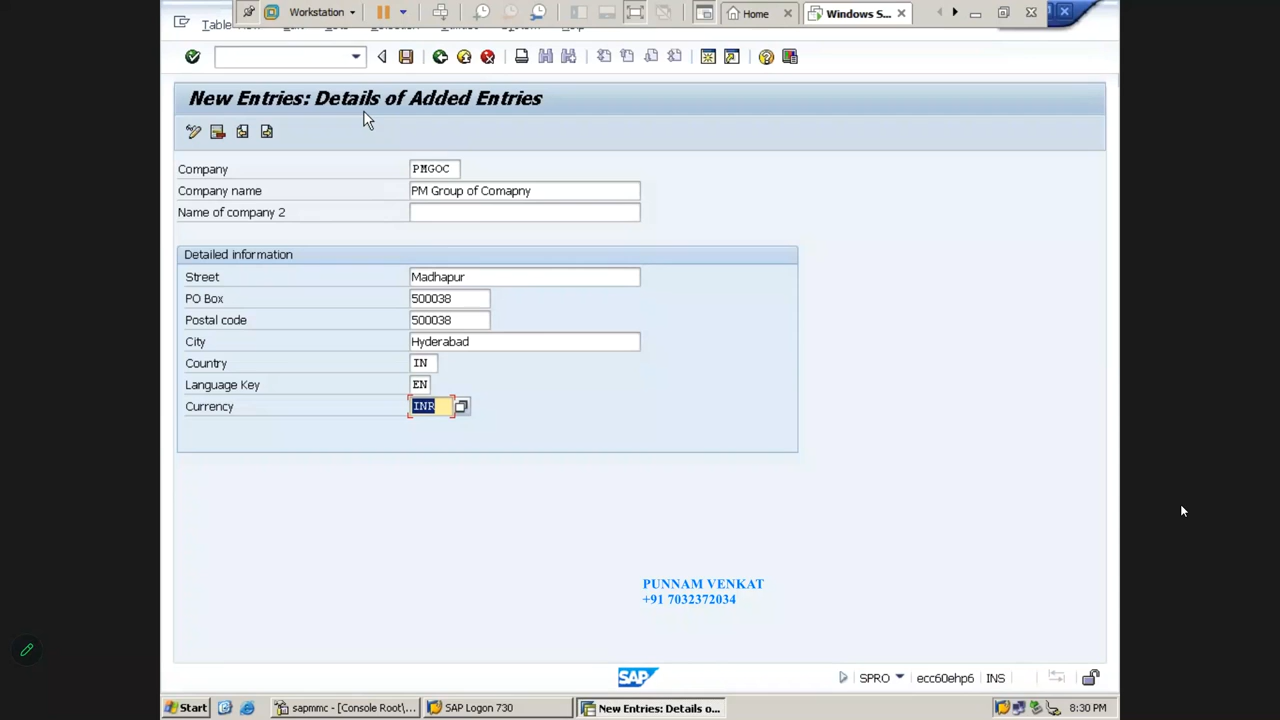 Workstation
Home
Windows S...
Table
New Entries: Details of Added Entries
Company PMGOC
Company name PM Group of Comapny
Name of company 2
Detailed information
Street Madhapur
PO Box 500038
Postal code 500038
City Hyderabad
Country IN
Language Key EN
Currency INR
PUNNAM VENKAT
+91 7032372034
SAP
SPRO ecc60ehp6 INS
Start sapmmc - [Console Root\... SAP Logon 730 New Entries: Details o... 8:30 PM